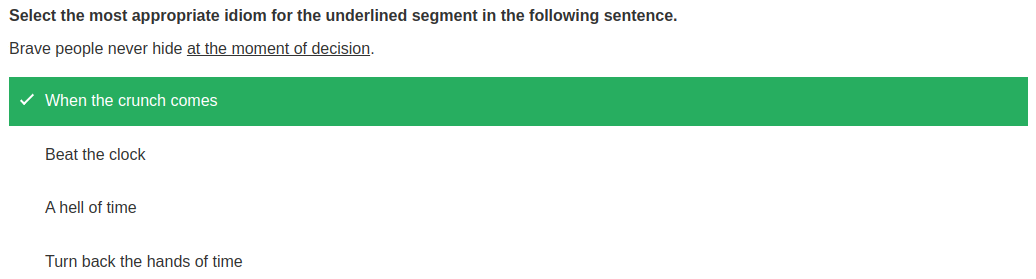 Select the most appropriate idiom for the underlined segment in the following sentence.
Brave people never hide at the moment of decision.
When the crunch comes
Beat the clock
A hell of time
Turn back the hands of time